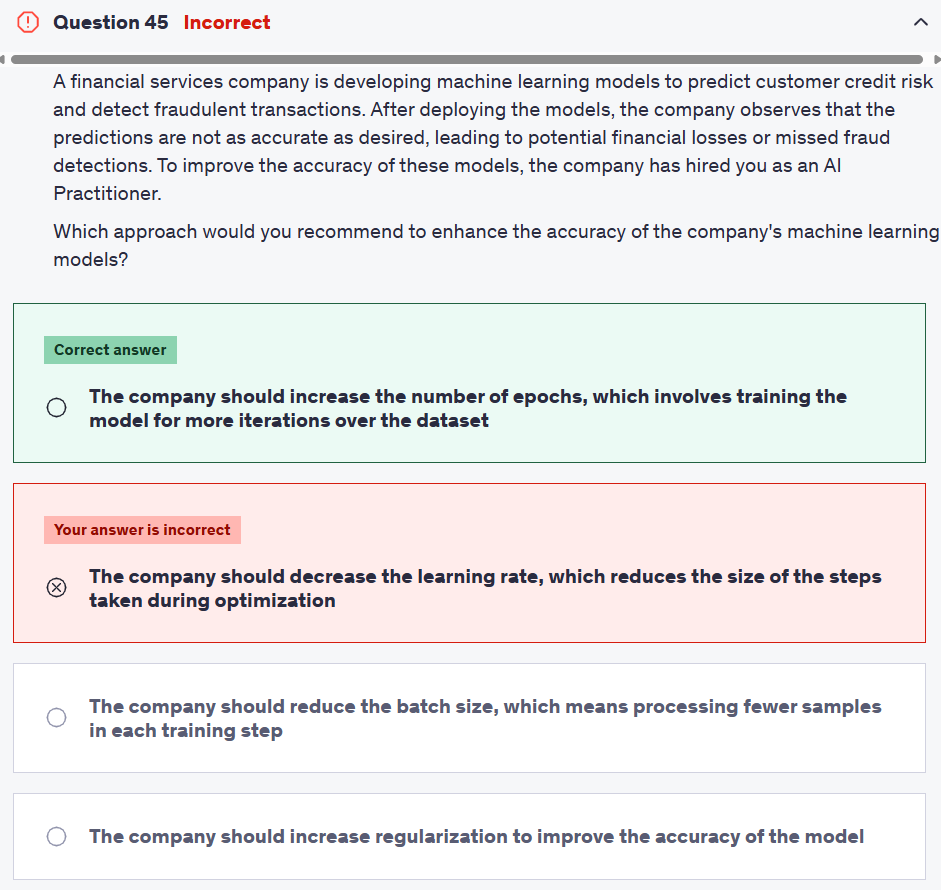 Question 45 Incorrect
A financial services company is developing machine learning models to predict customer credit risk
and detect fraudulent transactions. After deploying the models, the company observes that the
predictions are not as accurate as desired, leading to potential financial losses or missed fraud
detections. To improve the accuracy of these models, the company has hired you as an AI
Practitioner.
Which approach would you recommend to enhance the accuracy of the company's machine learning
models?
Correct answer
The company should increase the number of epochs, which involves training the
model for more iterations over the dataset
Your answer is incorrect
The company should decrease the learning rate, which reduces the size of the steps
taken during optimization
The company should reduce the batch size, which means processing fewer samples
in each training step
The company should increase regularization to improve the accuracy of the model